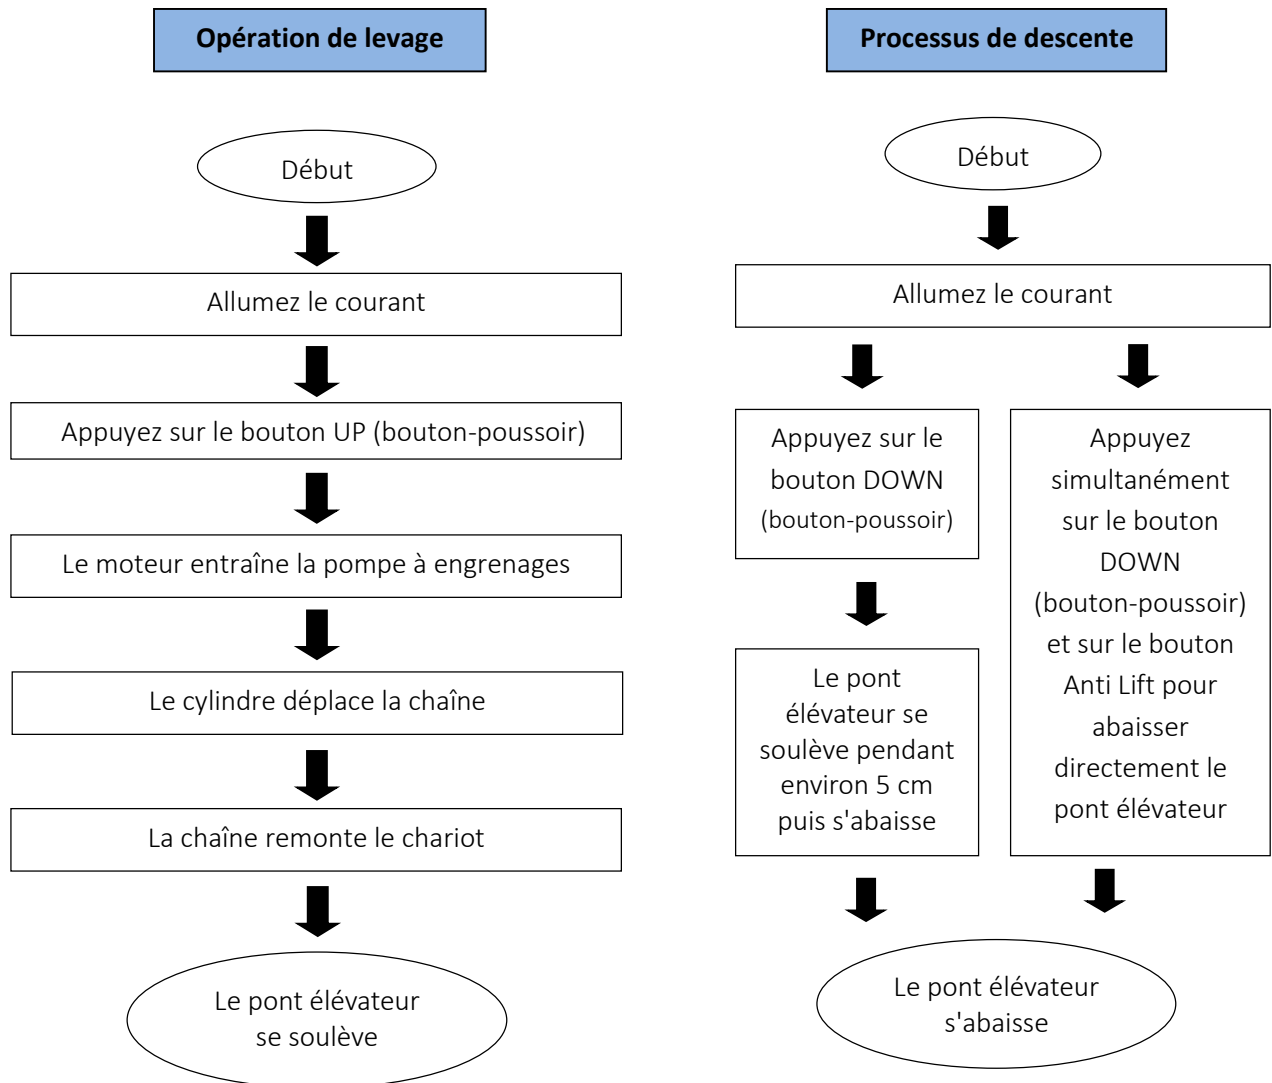 Opération de levage
Début
Allumez le courant
Appuyez sur le bouton UP (bouton-poussoir)
Le moteur entraîne la pompe à engrenages
Le cylindre déplace la chaîne
La chaîne remonte le chariot
Le pont élévateur
se soulève
Processus de descente
Début
Allumez le courant
Appuyez sur le
bouton DOWN
(bouton-poussoir)
Le pont
élévateur se
soulève pendant
environ 5 cm
puis s'abaisse
Appuyez
simultanément
sur le bouton
DOWN
(bouton-poussoir)
et sur le bouton
Anti Lift pour
abaisser
directement le
pont élévateur
Le pont élévateur
s'abaisse